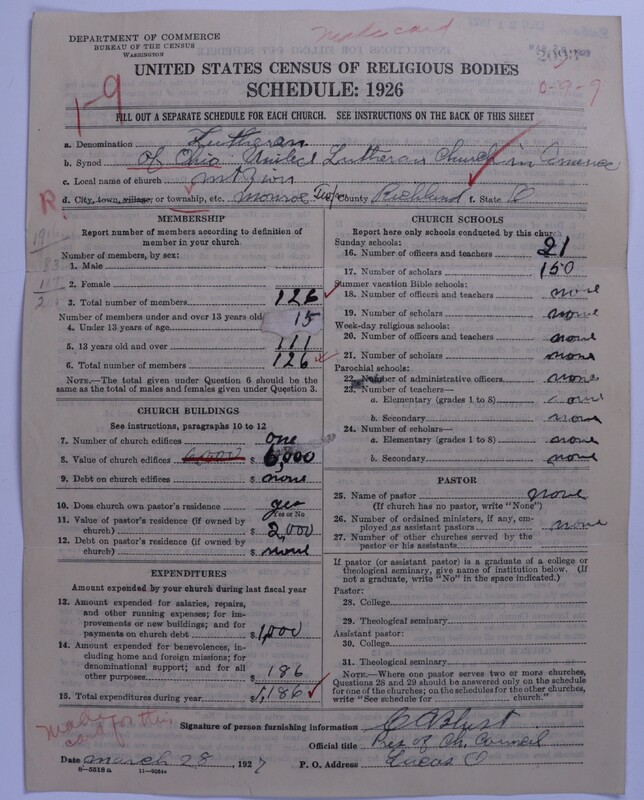 make card
DEPARTMENT OF COMMERCE
BUREAU OF THE CENSUS
WASHINGTON
UNITED STATES CENSUS OF RELIGIOUS BODIES
SCHEDULE: 1926
1-9
0-9-9
FILL OUT A SEPARATE SCHEDULE FOR EACH CHURCH. SEE INSTRUCTIONS ON THE BACK OF THIS SHEET
a. Denomination Lutheran
b. Synod of Ohio United Lutheran Church in America
c. Local name of church mt Zion
R. d. City, town, village, or township, etc. Monroe Twp e. County Richland f. State O
MEMBERSHIP
Report number of members according to definition of member in your church.
Number of members, by sex:
1. Male
2. Female
3. Total number of members 126
Number of members under and over 13 years old
4. Under 13 years of age 15
5. 13 years old and over 111
6. Total number of members 126
NOTE.—The total given under Question 6 should be the same as the total of males and females given under Question 3.
CHURCH BUILDINGS
See instructions, paragraphs 10 to 12
7. Number of church edifices one
8. Value of church edifices 6,000 $ 6,000
9. Debt on church edifices $ none
10. Does church own pastor's residence yes
Yes or No
11. Value of pastor's residence (if owned by church) $ 2,000
12. Debt on pastor's residence (if owned by church) $ none
EXPENDITURES
Amount expended by your church during last fiscal year
13. Amount expended for salaries, repairs, and other running expenses; for improvements or new buildings; and for payments on church debt $ 1,000
14. Amount expended for benevolences, including home and foreign missions; for denominational support; and for all other purposes $ 186
15. Total expenditures during year $ 1,186
CHURCH SCHOOLS
Report here only schools conducted by this church
Sunday schools:
16. Number of officers and teachers 21
17. Number of scholars 150
Summer vacation Bible schools:
18. Number of officers and teachers none
19. Number of scholars none
Week-day religious schools:
20. Number of officers and teachers none
21. Number of scholars none
Parochial schools:
22. Number of administrative officers none
23. Number of teachers—
a. Elementary (grades 1 to 8) none
b. Secondary none
24. Number of scholars—
a. Elementary (grades 1 to 8) none
b. Secondary none
PASTOR
25. Name of pastor none
(If church has no pastor, write "None")
26. Number of ordained ministers, if any, employed as assistant pastors none
27. Number of other churches served by the pastor or his assistants
If pastor (or assistant pastor) is a graduate of a college or theological seminary, give name of institution below. (If not a graduate, write "No" in the space indicated.)
Pastor:
28. College
29. Theological seminary
Assistant pastor:
30. College
31. Theological seminary
NOTE.—Where one pastor serves two or more churches, Questions 28 and 29 should be answered only on the schedule for one of the churches; on the schedules for the other churches, write "See schedule for church."
Make for this card
Signature of person furnishing information
Official title Pres of Ch. Council
Date march 28, 1927 P. O. Address Lucas O
8—5518 a